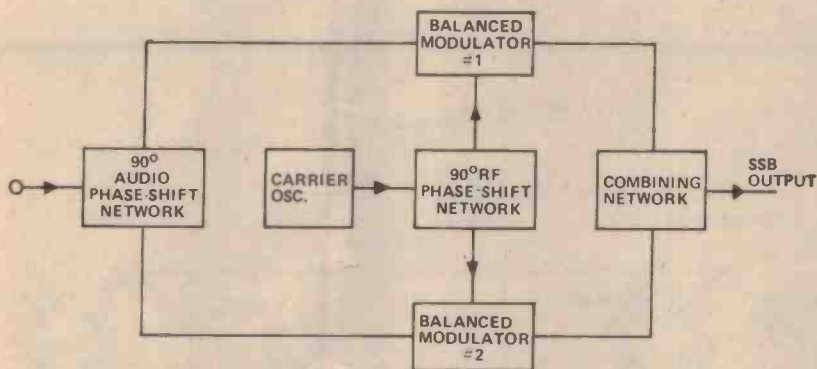 BALANCED
MODULATOR
#1
90° AUDIO
PHASE-SHIFT
NETWORK
CARRIER
OSC.
90° RF
PHASE-SHIFT
NETWORK
COMBINING
NETWORK
SSB
OUTPUT
BALANCED
MODULATOR
#2